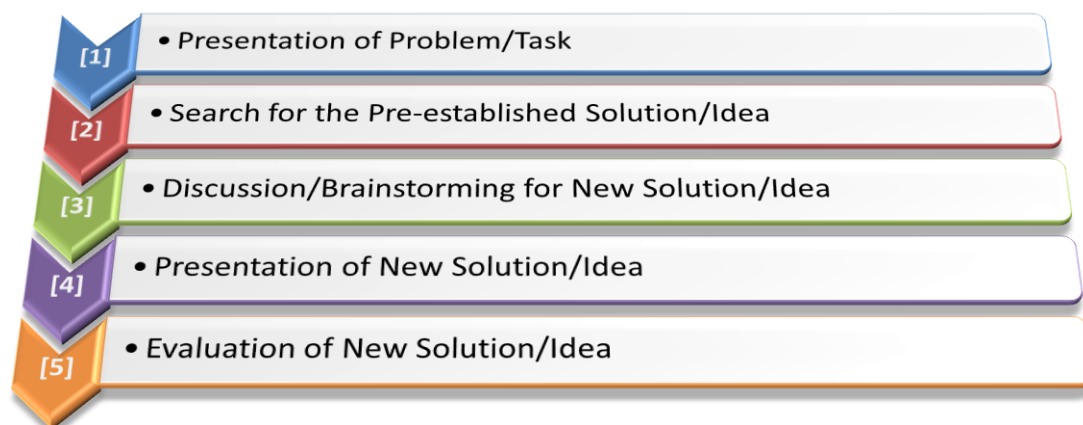 [1] • Presentation of Problem/Task
[2] • Search for the Pre-established Solution/Idea
[3] • Discussion/Brainstorming for New Solution/Idea
[4] • Presentation of New Solution/Idea
[5] • Evaluation of New Solution/Idea